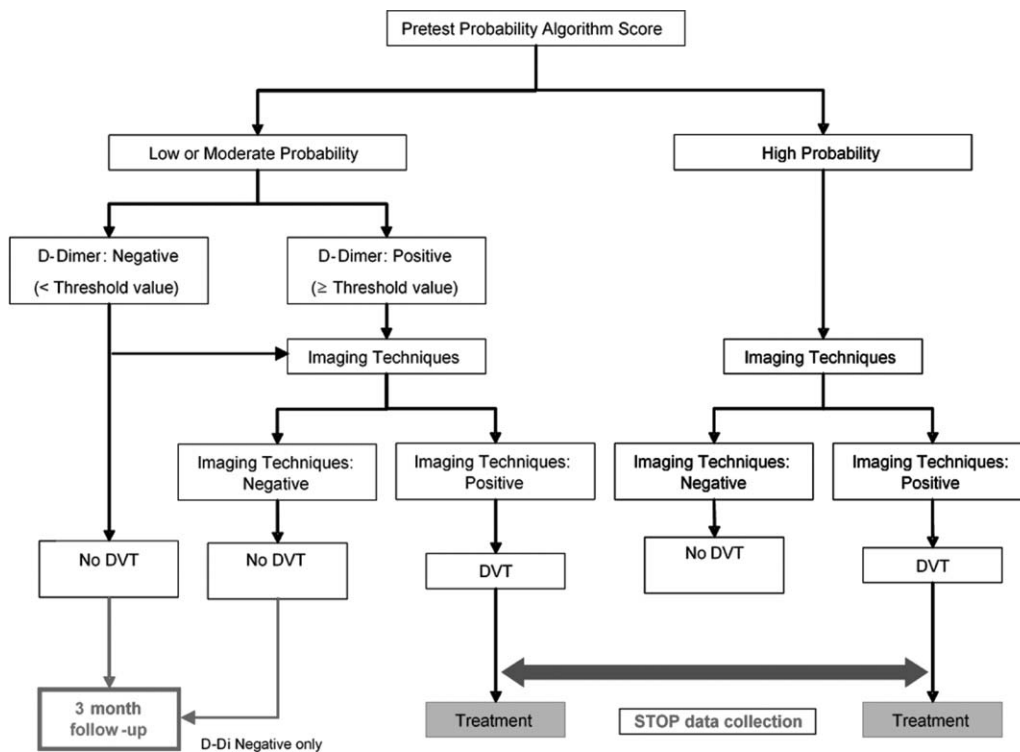 Pretest Probability Algorithm Score
Low or Moderate Probability
High Probability
D-Dimer: Negative
(< Threshold value)
D-Dimer: Positive
(≥ Threshold value)
Imaging Techniques
Imaging Techniques
Imaging Techniques:
Negative
Imaging Techniques:
Positive
Imaging Techniques:
Negative
Imaging Techniques:
Positive
No DVT
No DVT
DVT
No DVT
DVT
3 month
follow -up
D-Di Negative only
Treatment
STOP data collection
Treatment